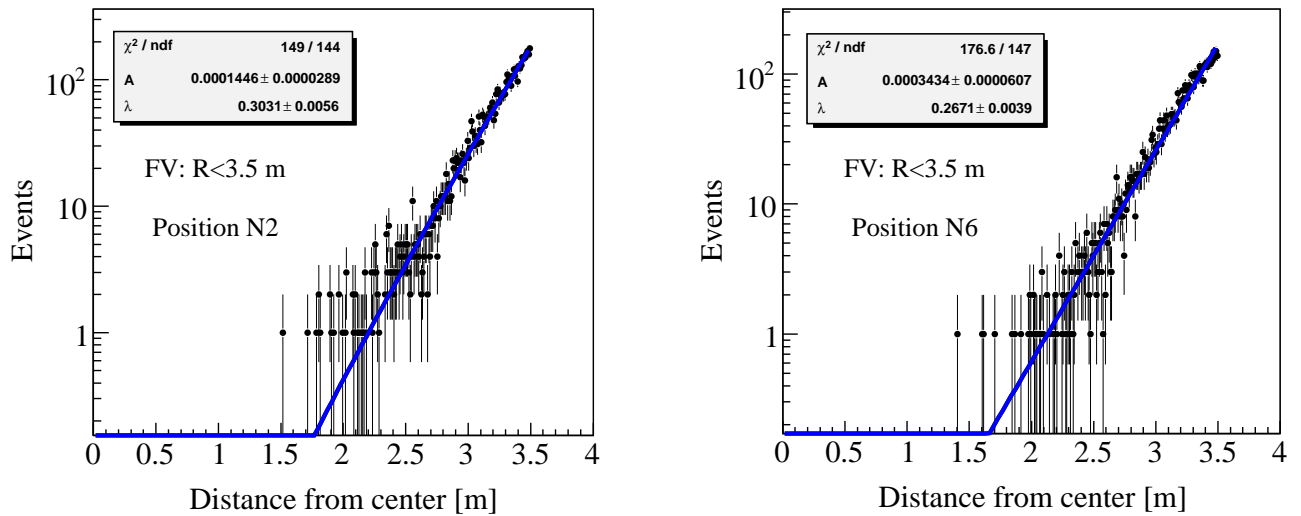 χ² / ndf 149 / 144
A 0.0001446 ± 0.0000289
λ 0.3031 ± 0.0056
FV: R<3.5 m
Position N2
Events
10²
10
1
0 0.5 1 1.5 2 2.5 3 3.5 4
Distance from center [m]
χ² / ndf 176.6 / 147
A 0.0003434 ± 0.0000607
λ 0.2671 ± 0.0039
FV: R<3.5 m
Position N6
Events
10²
10
1
0 0.5 1 1.5 2 2.5 3 3.5 4
Distance from center [m]